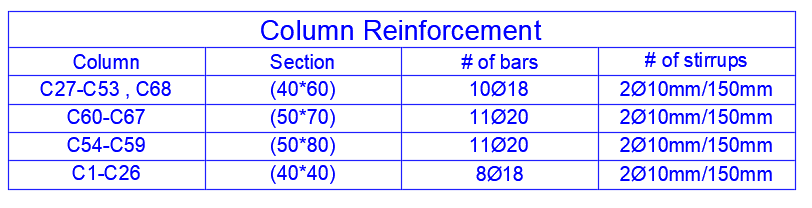 Column Reinforcement
Column Section # of bars # of stirrups
C27-C53 , C68 (40*60) 10Ø18 2Ø10mm/150mm
C60-C67 (50*70) 11Ø20 2Ø10mm/150mm
C54-C59 (50*80) 11Ø20 2Ø10mm/150mm
C1-C26 (40*40) 8Ø18 2Ø10mm/150mm